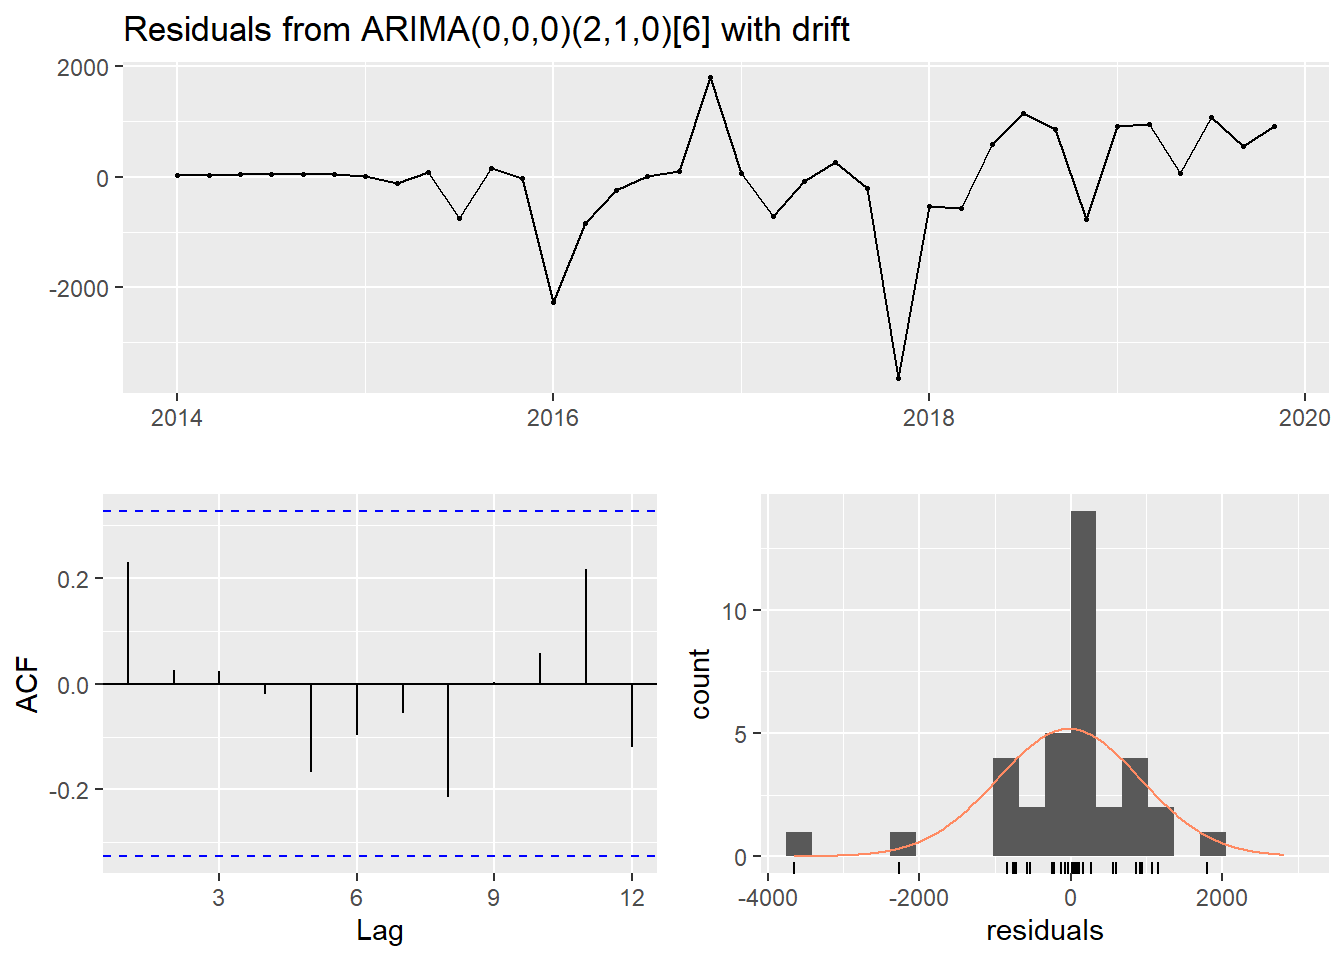 Residuals from ARIMA(0,0,0)(2,1,0)[6] with drift
2000
0
-2000
2014 2016 2018 2020
ACF
0.2
0.0
-0.2
3 6 9 12
Lag
count
10
5
0
-4000 -2000 0 2000
residuals